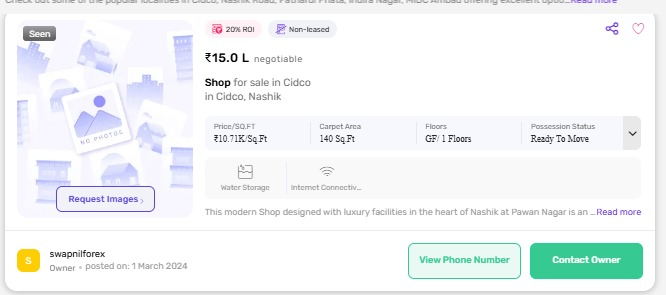 Check out some of the popular localities in Cidco, Nashik Road, Pathardi Phata, Indira Nagar, MIDC Ambad offering excellent optio...Read more
Seen
20% ROI
Non-leased
₹15.0 L negotiable
Shop for sale in Cidco
in Cidco, Nashik
NO PHOTOS
Request Images
Price/SQ.FT
₹10.71K/Sq.Ft
Carpet Area
140 Sq.Ft
Floors
GF/ 1 Floors
Possession Status
Ready To Move
Water Storage
Internet Connectiv...
This modern Shop designed with luxury facilities in the heart of Nashik at Pawan Nagar is an ...Read more
S
swapnilforex
Owner • posted on: 1 March 2024
View Phone Number
Contact Owner